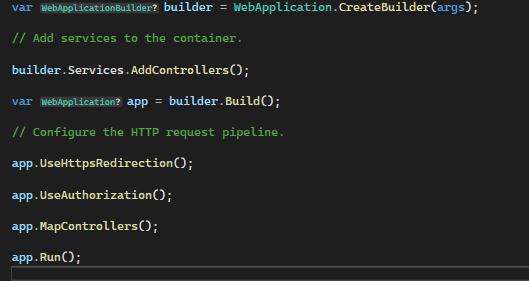 var WebApplicationBuilder? builder = WebApplication.CreateBuilder(args);
// Add services to the container.
builder.Services.AddControllers();
var WebApplication? app = builder.Build();
// Configure the HTTP request pipeline.
app.UseHttpsRedirection();
app.UseAuthorization();
app.MapControllers();
app.Run();